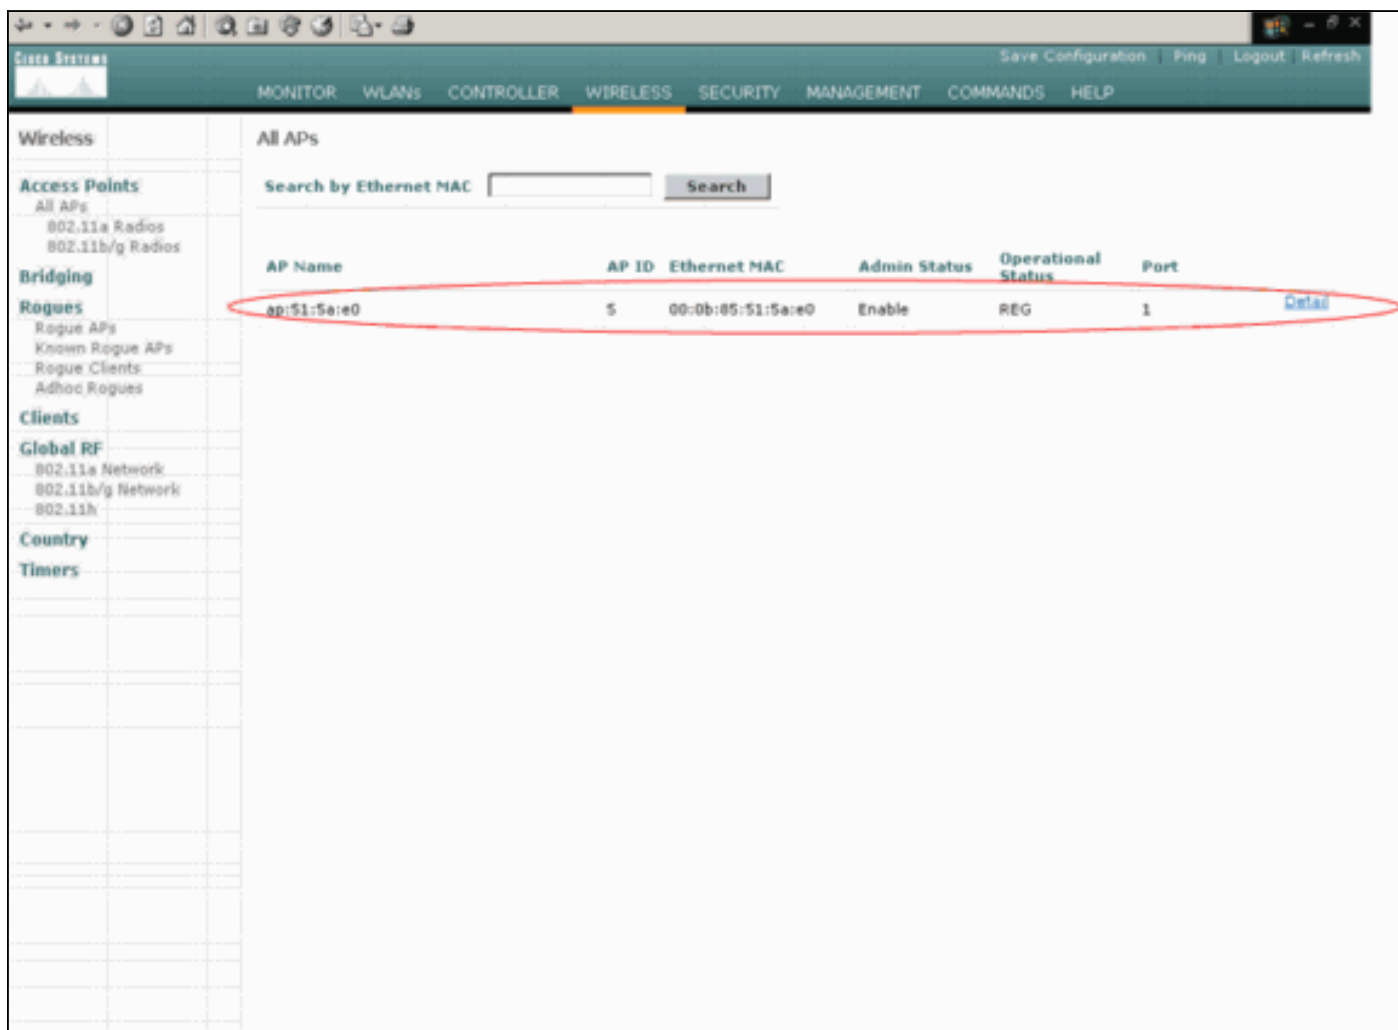 CISCO SYSTEMS
Save Configuration | Ping | Logout | Refresh
MONITOR WLANs CONTROLLER WIRELESS SECURITY MANAGEMENT COMMANDS HELP
Wireless
Access Points
All APs
802.11a Radios
802.11b/g Radios
Bridging
Rogues
Rogue APs
Known Rogue APs
Rogue Clients
Adhoc Rogues
Clients
Global RF
802.11a Network
802.11b/g Network
802.11h
Country
Timers
All APs
Search by Ethernet MAC Search
AP Name AP ID Ethernet MAC Admin Status Operational Status Port
ap:51:5a:e0 5 00:0b:85:51:5a:e0 Enable REG 1 Detail